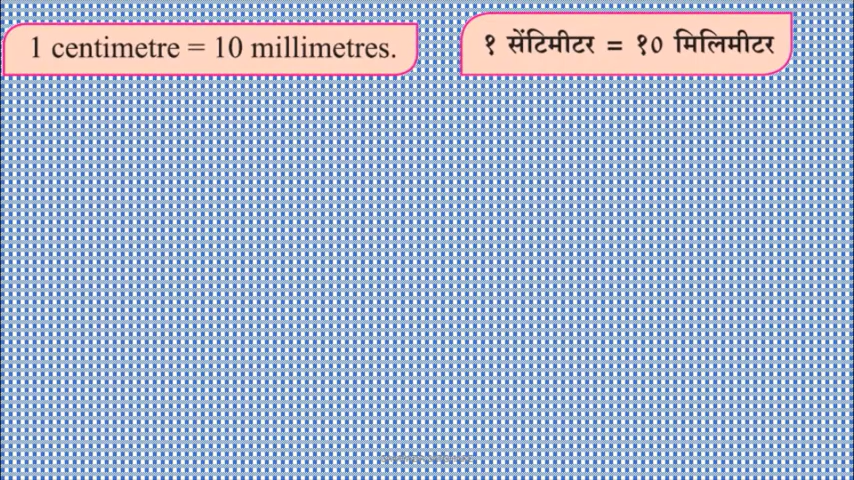 1 centimetre = 10 millimetres.
१ सेंटिमीटर = १० मिलिमीटर